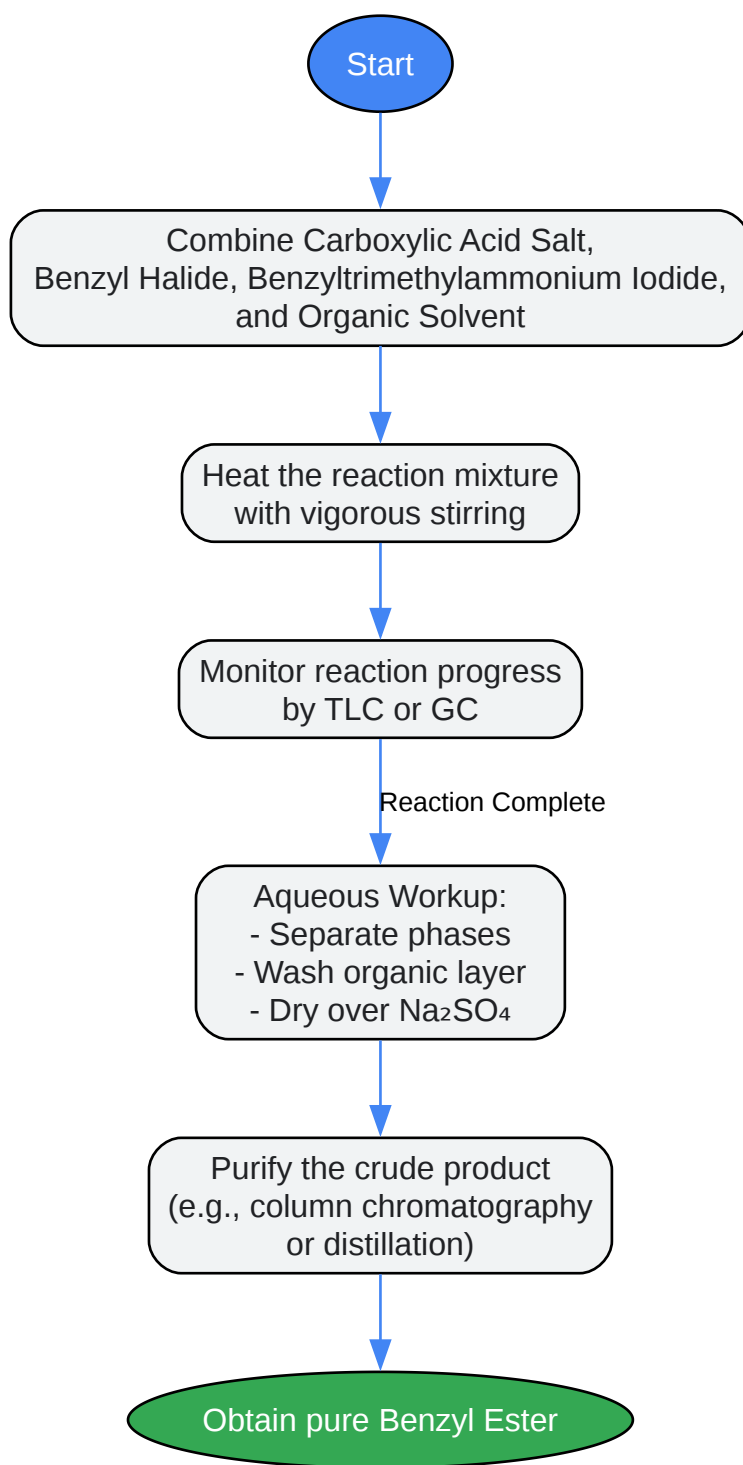 Start
Combine Carboxylic Acid Salt,
Benzyl Halide, Benzyltrimethylammonium Iodide,
and Organic Solvent
Heat the reaction mixture
with vigorous stirring
Monitor reaction progress
by TLC or GC
Reaction Complete
Aqueous Workup:
- Separate phases
- Wash organic layer
- Dry over Na₂SO₄
Purify the crude product
(e.g., column chromatography
or distillation)
Obtain pure Benzyl Ester